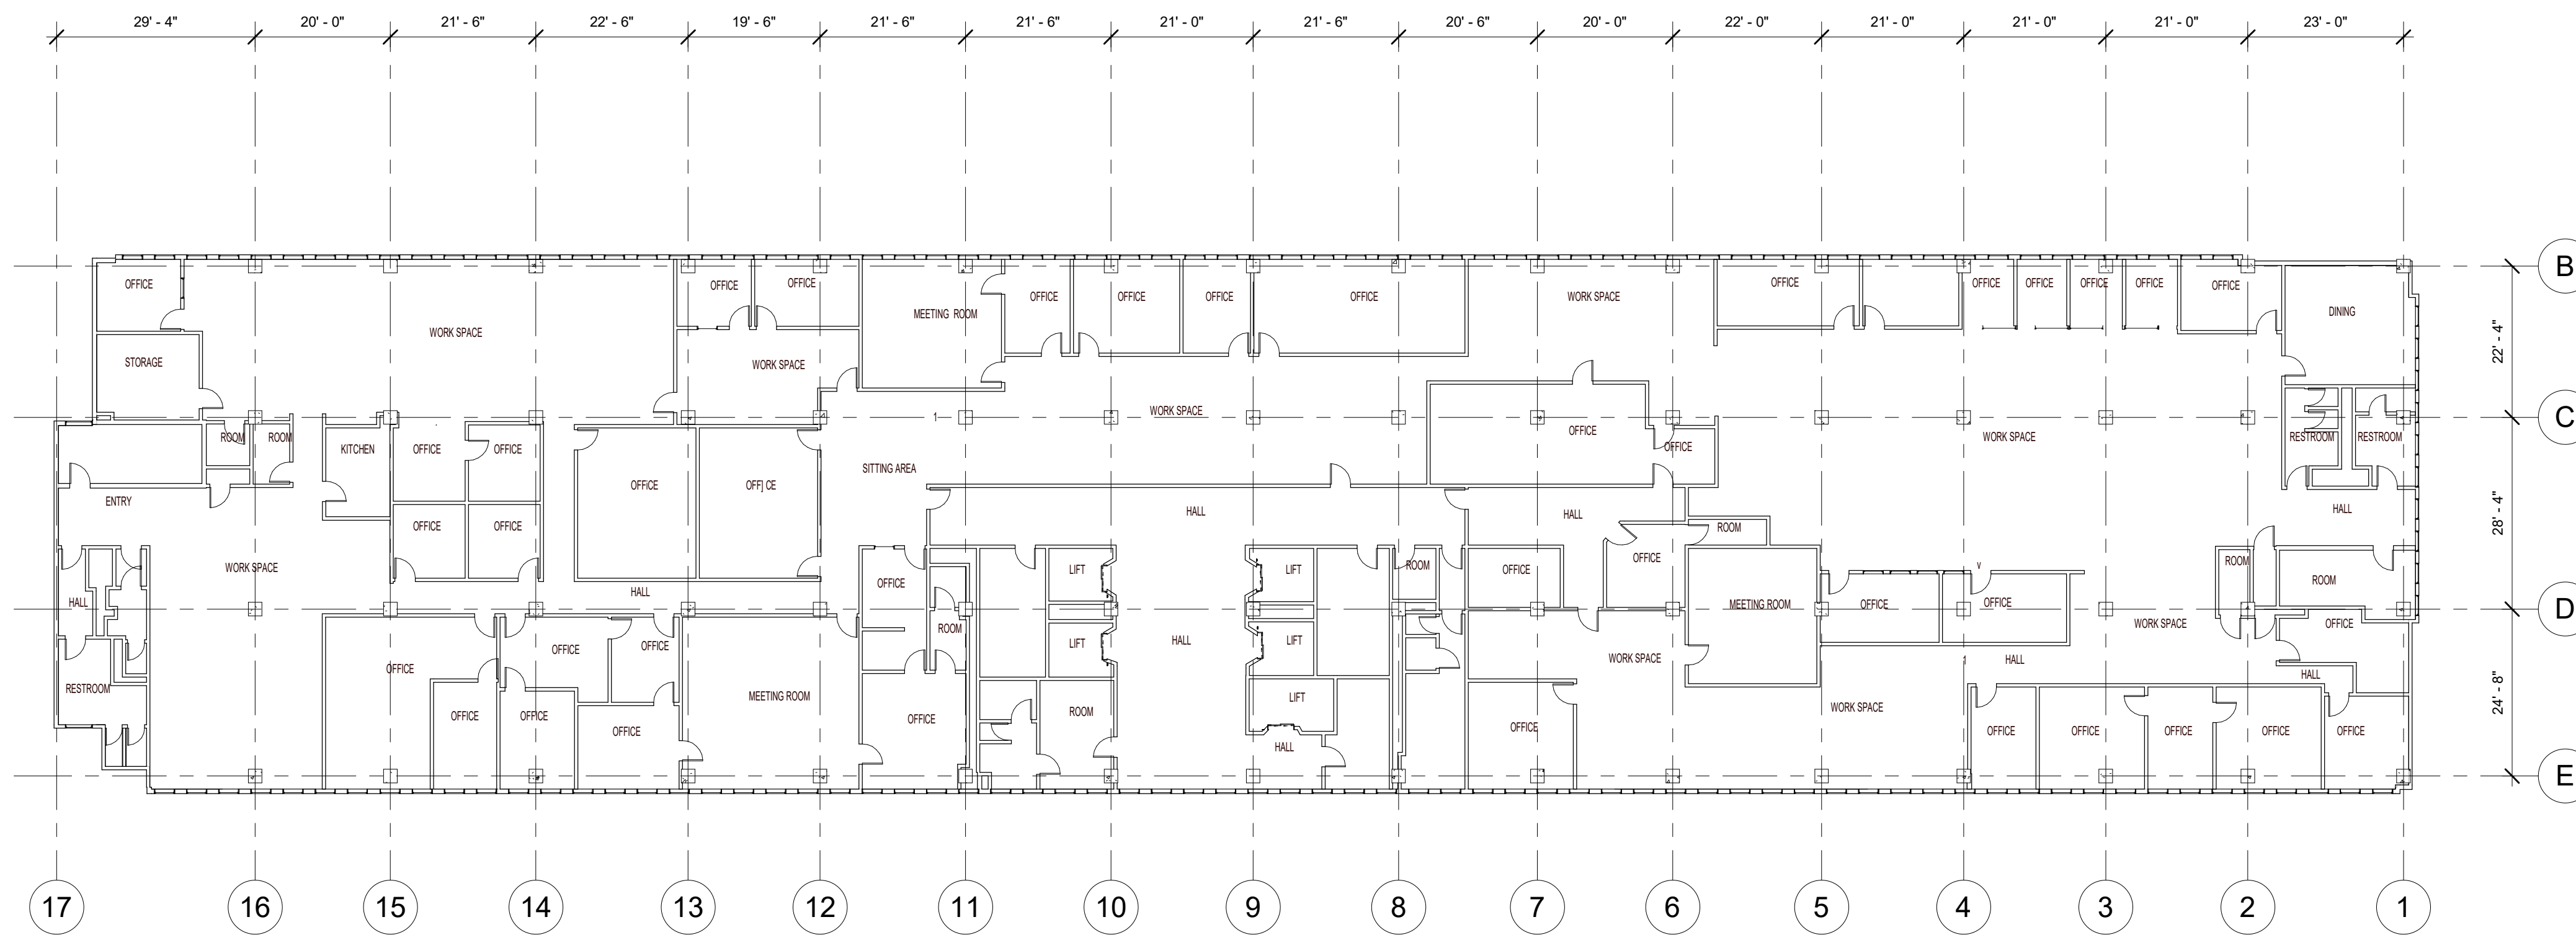 29' - 4" 20' - 0" 21' - 6" 22' - 6" 19' - 6" 21' - 6" 21' - 6" 21' - 0" 21' - 6" 20' - 6" 20' - 0" 22' - 0" 21' - 0" 21' - 0" 21' - 0" 23' - 0"
B
OFFICE OFFICE OFFICE OFFICE OFFICE OFFICE OFFICE WORK SPACE OFFICE OFFICE OFFICE OFFICE OFFICE OFFICE
MEETING ROOM DINING
WORK SPACE
22' - 4"
STORAGE WORK SPACE
1 WORK SPACE
C
ROOM ROOM OFFICE WORK SPACE RESTROOM RESTROOM
KITCHEN OFFICE OFFICE OFFICE
SITTING AREA
OFFICE OFF] CE
ENTRY HALL HALL HALL
28' - 4"
OFFICE OFFICE ROOM
OFFICE ROOM
WORK SPACE LIFT LIFT ROOM OFFICE V
OFFICE ROOM
HALL HALL MEETING ROOM OFFICE OFFICE
D
ROOM WORK SPACE OFFICE
OFFICE OFFICE LIFT HALL LIFT
OFFICE WORK SPACE 1 HALL
HALL
24' - 8"
RESTROOM MEETING ROOM LIFT
OFFICE OFFICE OFFICE ROOM WORK SPACE
OFFICE OFFICE OFFICE OFFICE OFFICE OFFICE OFFICE
HALL
E
17 16 15 14 13 12 11 10 9 8 7 6 5 4 3 2 1